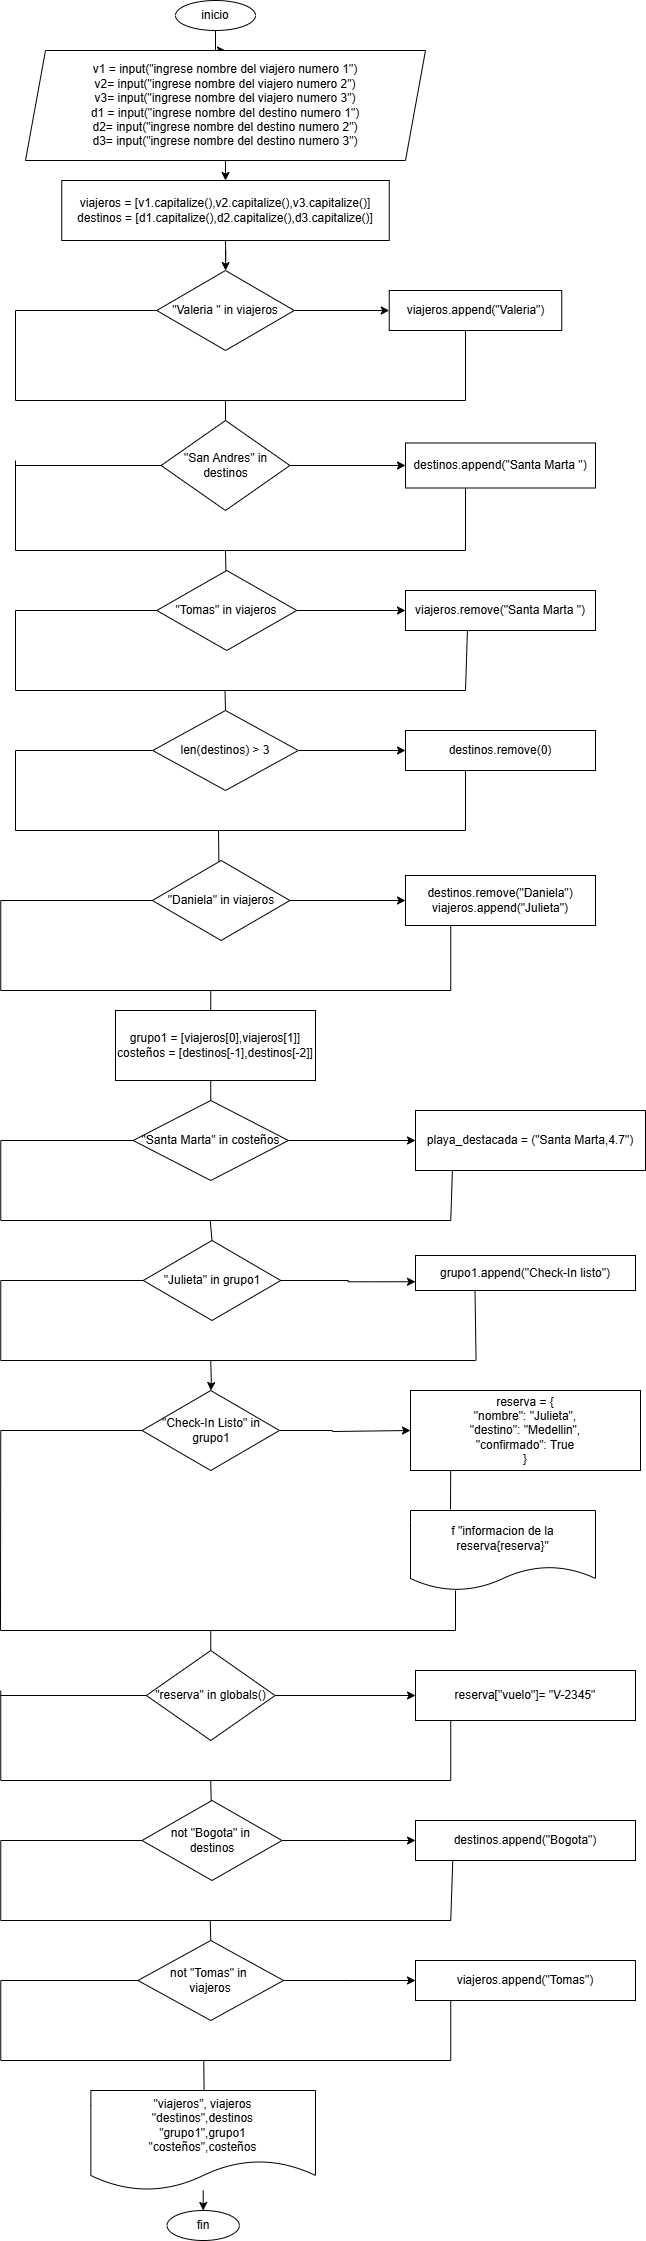 inicio
v1 = input("ingrese nombre del viajero numero 1")
v2= input("ingrese nombre del viajero numero 2")
v3= input("ingrese nombre del viajero numero 3")
d1 = input("ingrese nombre del destino numero 1")
d2= input("ingrese nombre del destino numero 2")
d3= input("ingrese nombre del destino numero 3")
viajeros = [v1.capitalize(),v2.capitalize(),v3.capitalize()]
destinos = [d1.capitalize(),d2.capitalize(),d3.capitalize()]
"Valeria " in viajeros
viajeros.append("Valeria")
"San Andres" in
destinos
destinos.append("Santa Marta ")
"Tomas" in viajeros
viajeros.remove("Santa Marta ")
len(destinos) > 3
destinos.remove(0)
"Daniela" in viajeros
destinos.remove("Daniela")
viajeros.append("Julieta")
grupo1 = [viajeros[0],viajeros[1]]
costeños = [destinos[-1],destinos[-2]]
"Santa Marta" in costeños
playa_destacada = ("Santa Marta,4.7")
"Julieta" in grupo1
grupo1.append("Check-In listo")
"Check-In Listo" in
grupo1
reserva = {
"nombre": "Julieta",
"destino": "Medellin",
"confirmado": True
}
f "informacion de la
reserva{reserva}"
"reserva" in globals()
reserva["vuelo"]= "V-2345"
not "Bogota" in
destinos
destinos.append("Bogota")
not "Tomas" in
viajeros
viajeros.append("Tomas")
"viajeros", viajeros
"destinos",destinos
"grupo1",grupo1
"costeños",costeños
fin